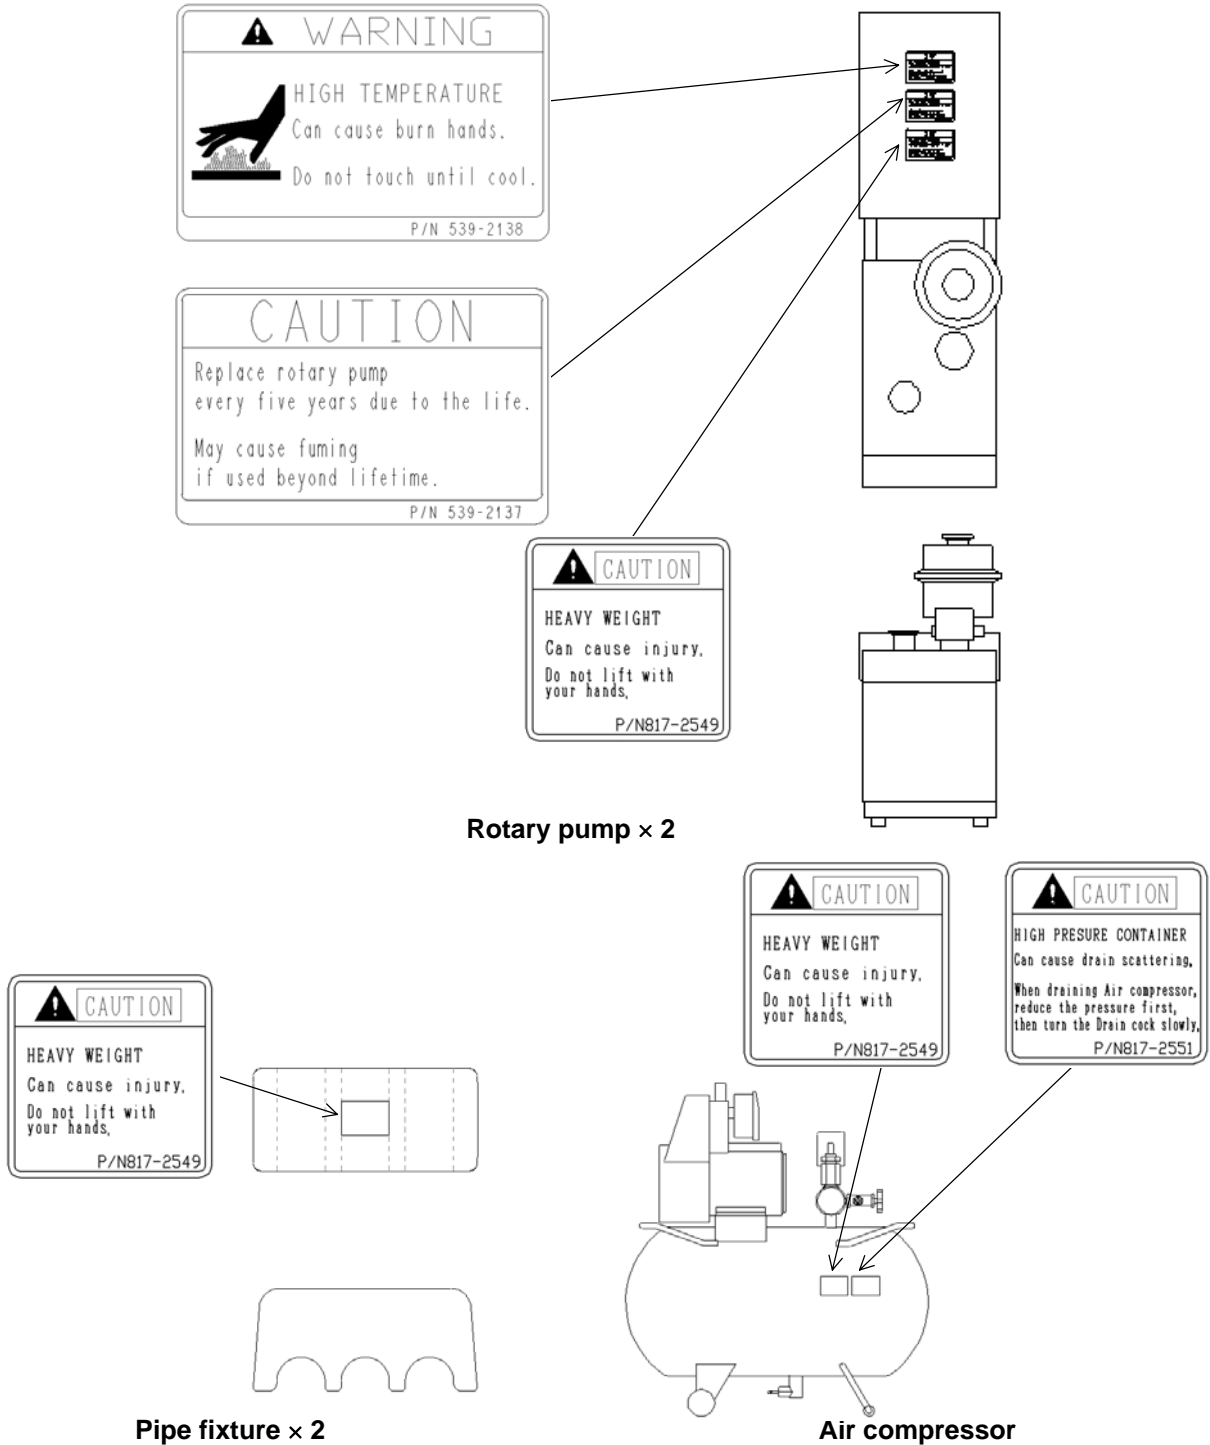 WARNING
HIGH TEMPERATURE
Can cause burn hands.
Do not touch until cool.
P/N 539-2138
CAUTION
Replace rotary pump
every five years due to the life.
May cause fuming
if used beyond lifetime.
P/N 539-2137
CAUTION
HEAVY WEIGHT
Can cause injury,
Do not lift with
your hands,
P/N817-2549
Rotary pump × 2
CAUTION
HEAVY WEIGHT
Can cause injury,
Do not lift with
your hands,
P/N817-2549
CAUTION
HIGH PRESURE CONTAINER
Can cause drain scattering,
When draining Air compressor,
reduce the pressure first,
then turn the Drain cock slowly,
P/N817-2551
CAUTION
HEAVY WEIGHT
Can cause injury,
Do not lift with
your hands,
P/N817-2549
Pipe fixture × 2
Air compressor